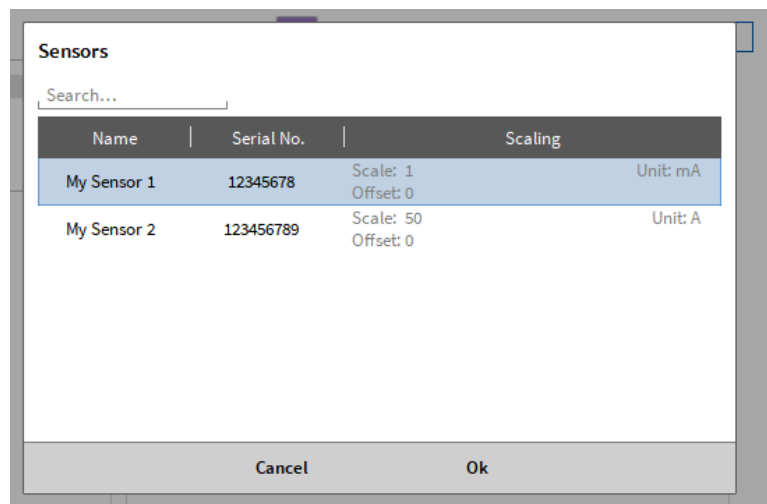 Sensors
Search...
Name Serial No. Scaling
My Sensor 1 12345678 Scale: 1 Unit: mA
Offset: 0
My Sensor 2 123456789 Scale: 50 Unit: A
Offset: 0
Cancel Ok